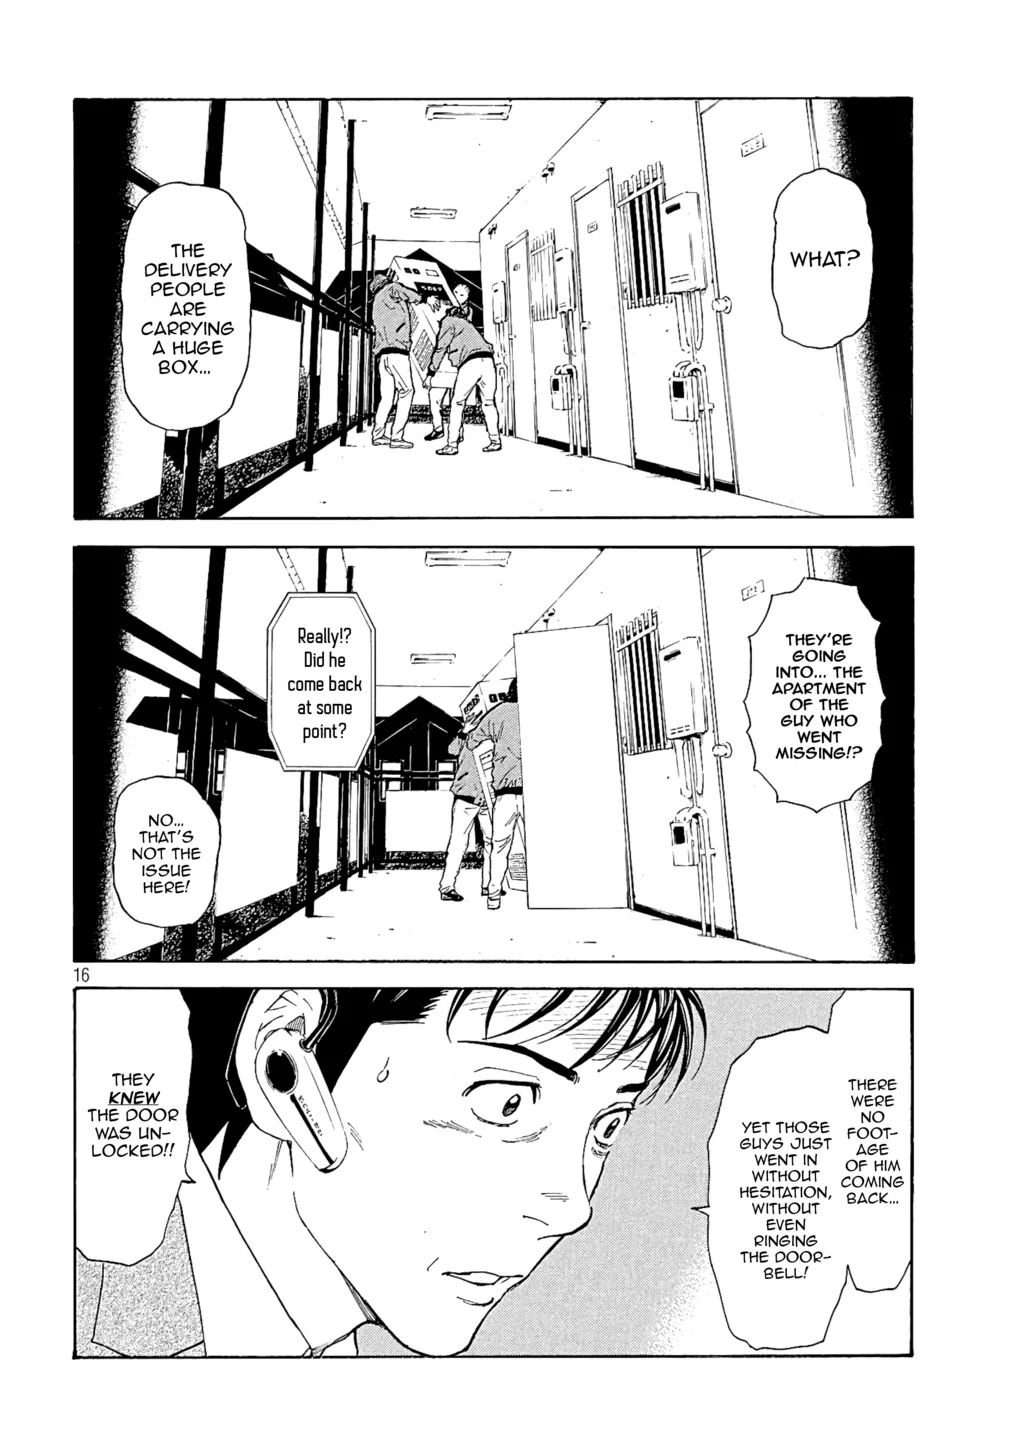 WHAT?
THE
DELIVERY
PEOPLE
ARE
CARRYING
A HUGE
BOX...
THEY'RE
GOING
INTO... THE
APARTMENT
OF THE
GUY WHO
WENT
MISSING!?
Really!?
Did he
come back
at some
point?
NO...
THAT'S
NOT THE
ISSUE
HERE!
16
THERE
WERE
NO
FOOT-
AGE
OF HIM
COMING
BACK...
YET THOSE
GUYS JUST
WENT IN
WITHOUT
HESITATION,
WITHOUT
EVEN
RINGING
THE DOOR-
BELL!
THEY
KNEW
THE DOOR
WAS UN-
LOCKED!!